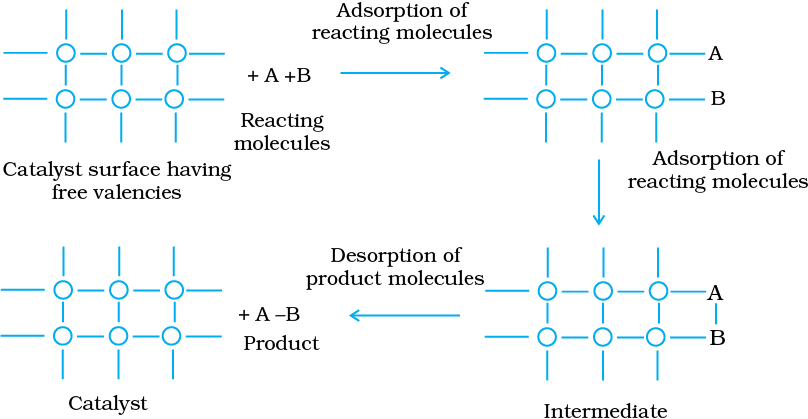 Adsorption of
reacting molecules
+ A +B
Reacting
molecules
Catalyst surface having
free valencies
A
B
Adsorption of
reacting molecules
A
B
Intermediate
Desorption of
product molecules
+ A –B
Product
Catalyst